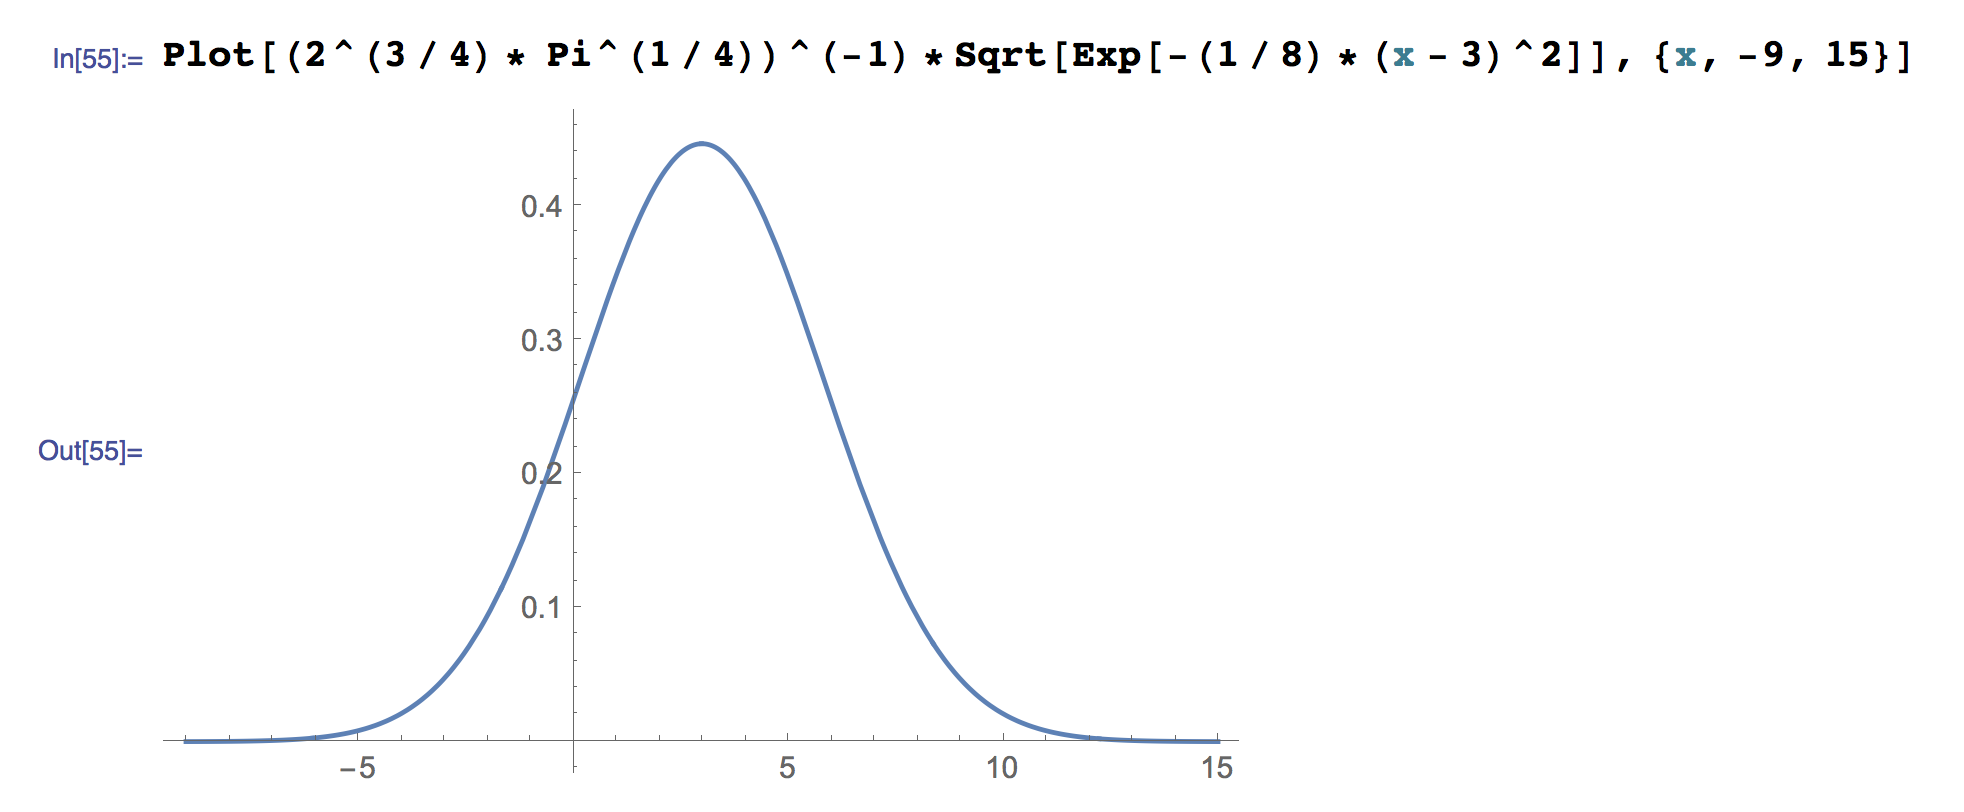 In[55]:= Plot[(2^(3/4)* Pi^(1/4))^(-1)*Sqrt[Exp[-(1/8)*(x-3)^2]], {x, -9, 15}]
0.4
0.3
Out[55]=
0.2
0.1
-5 5 10 15